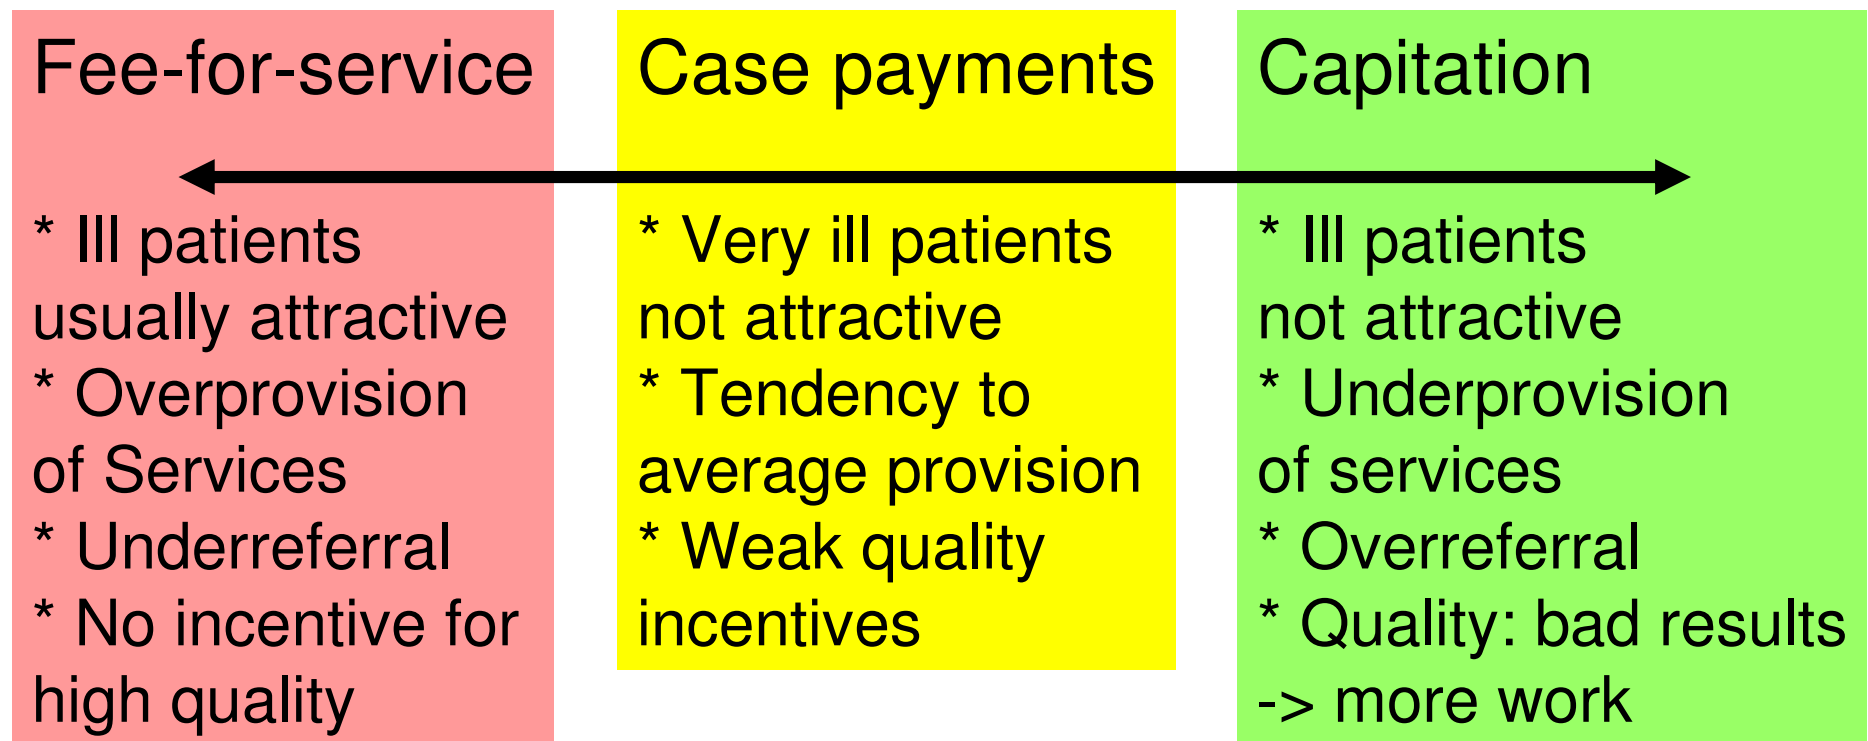 Fee-for-service
* Ill patients
usually attractive
* Overprovision
of Services
* Underreferral
* No incentive for
high quality
Case payments
* Very ill patients
not attractive
* Tendency to
average provision
* Weak quality
incentives
Capitation
* Ill patients
not attractive
* Underprovision
of services
* Overreferral
* Quality: bad results
-> more work